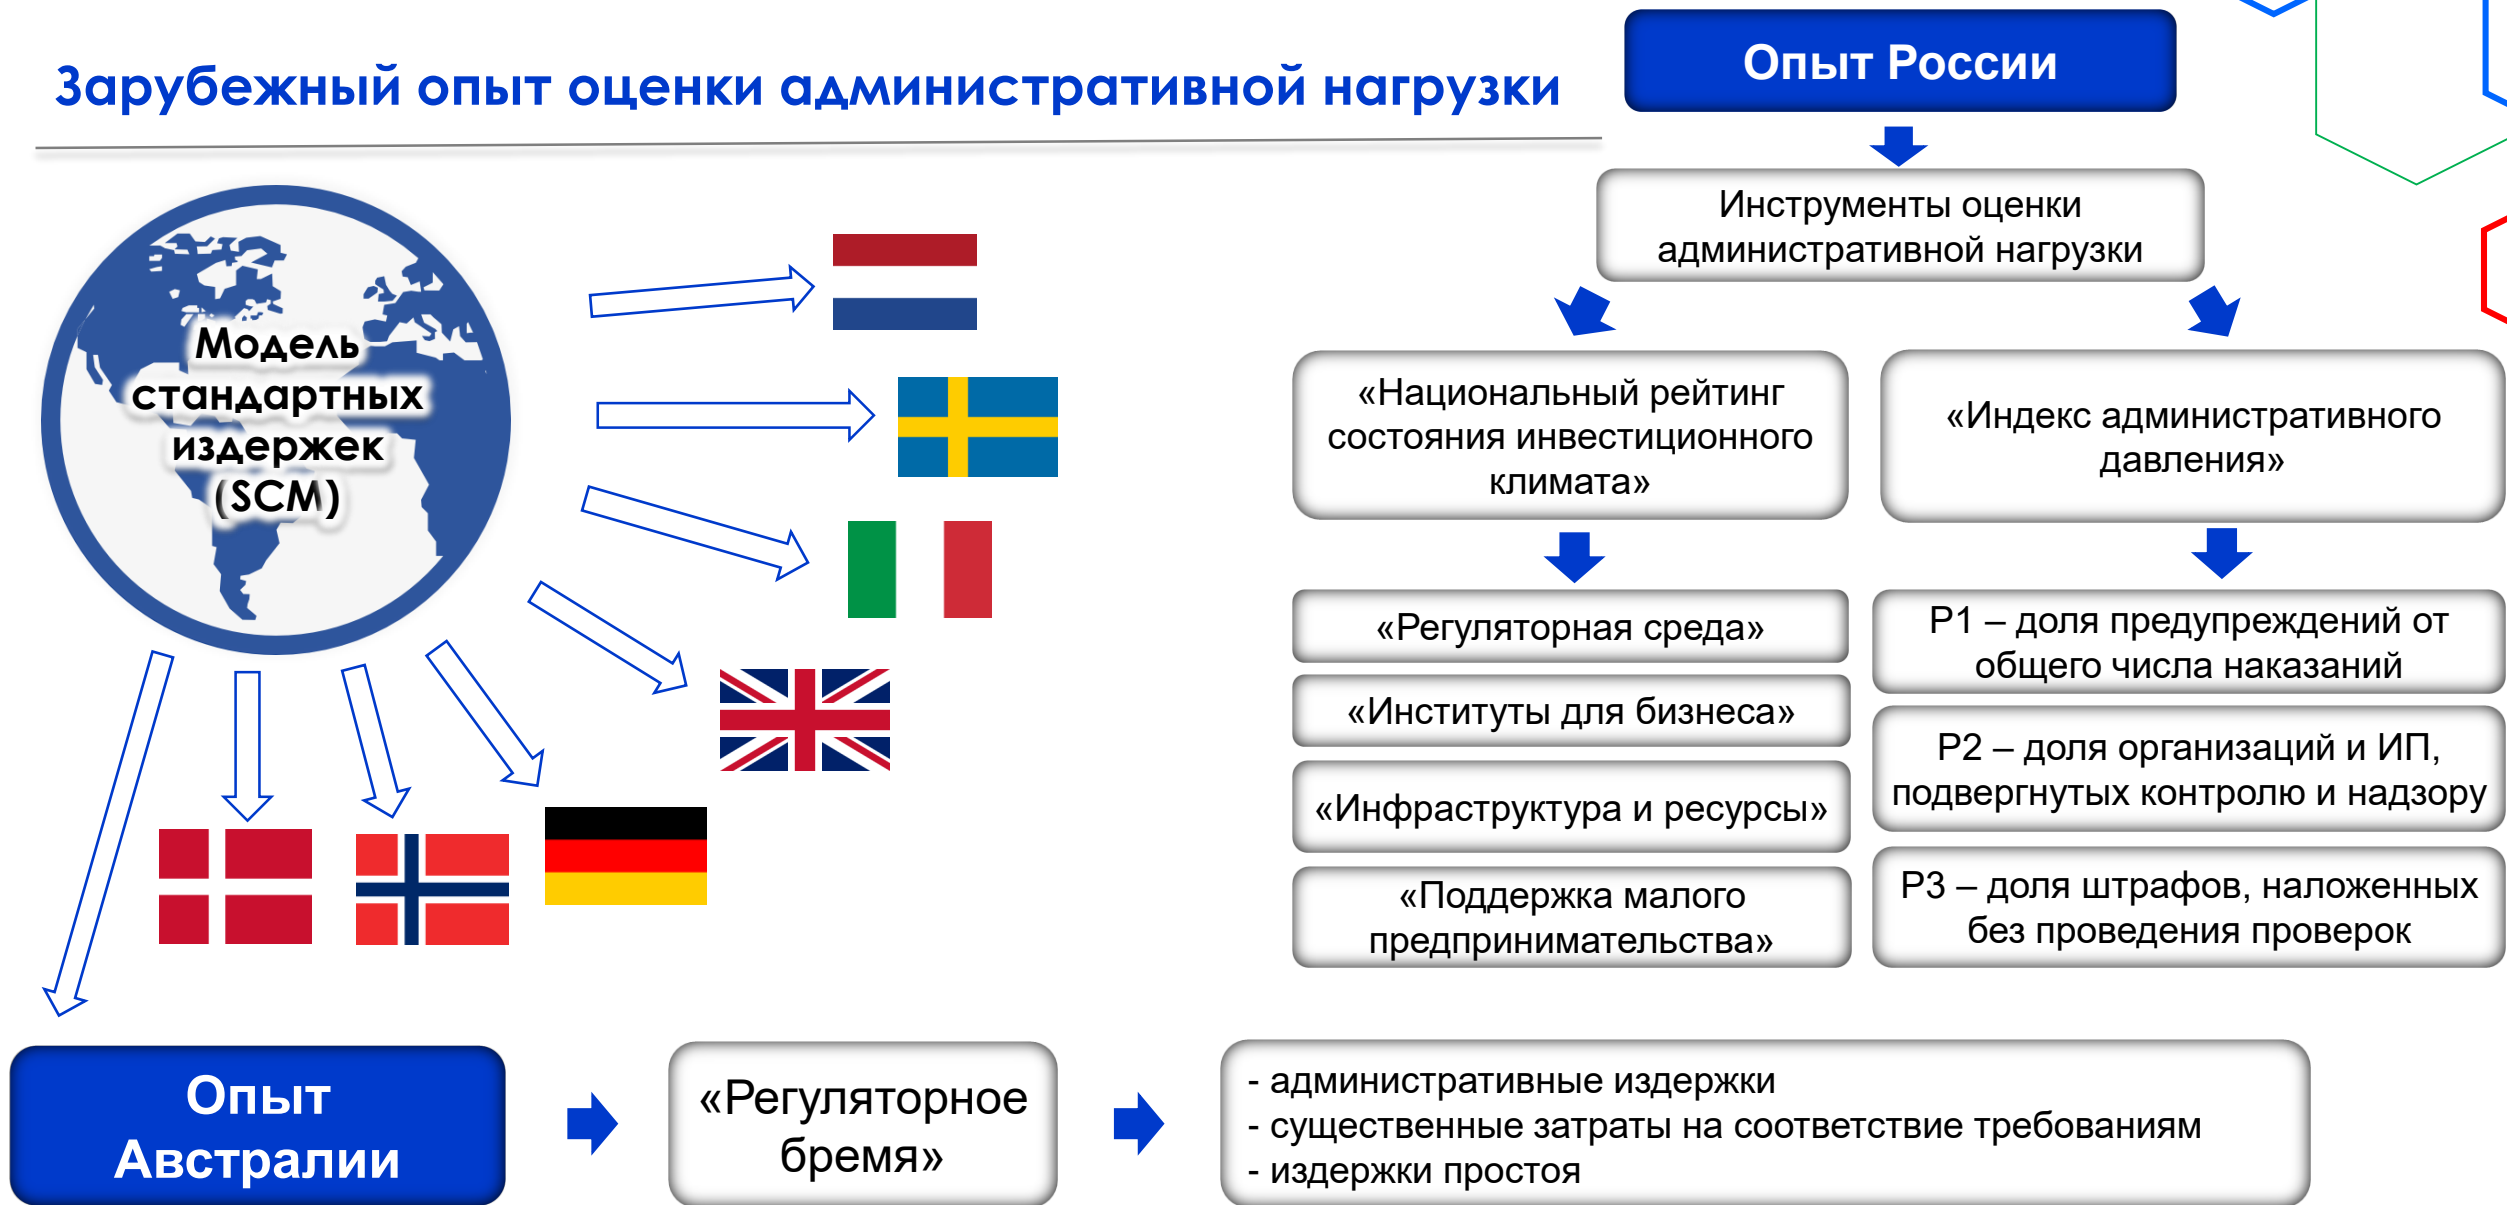 Зарубежный опыт оценки административной нагрузки
Модель
стандартных
издержек
(SCM)
Опыт России
Инструменты оценки
административной нагрузки
«Национальный рейтинг
состояния инвестиционного
климата»
«Регуляторная среда»
«Институты для бизнеса»
«Инфраструктура и ресурсы»
«Поддержка малого
предпринимательства»
«Индекс административного
давления»
Р1 – доля предупреждений от
общего числа наказаний
Р2 – доля организаций и ИП,
подвергнутых контролю и надзору
Р3 – доля штрафов, наложенных
без проведения проверок
Опыт
Австралии
«Регуляторное
бремя»
- административные издержки
- существенные затраты на соответствие требованиям
- издержки простоя